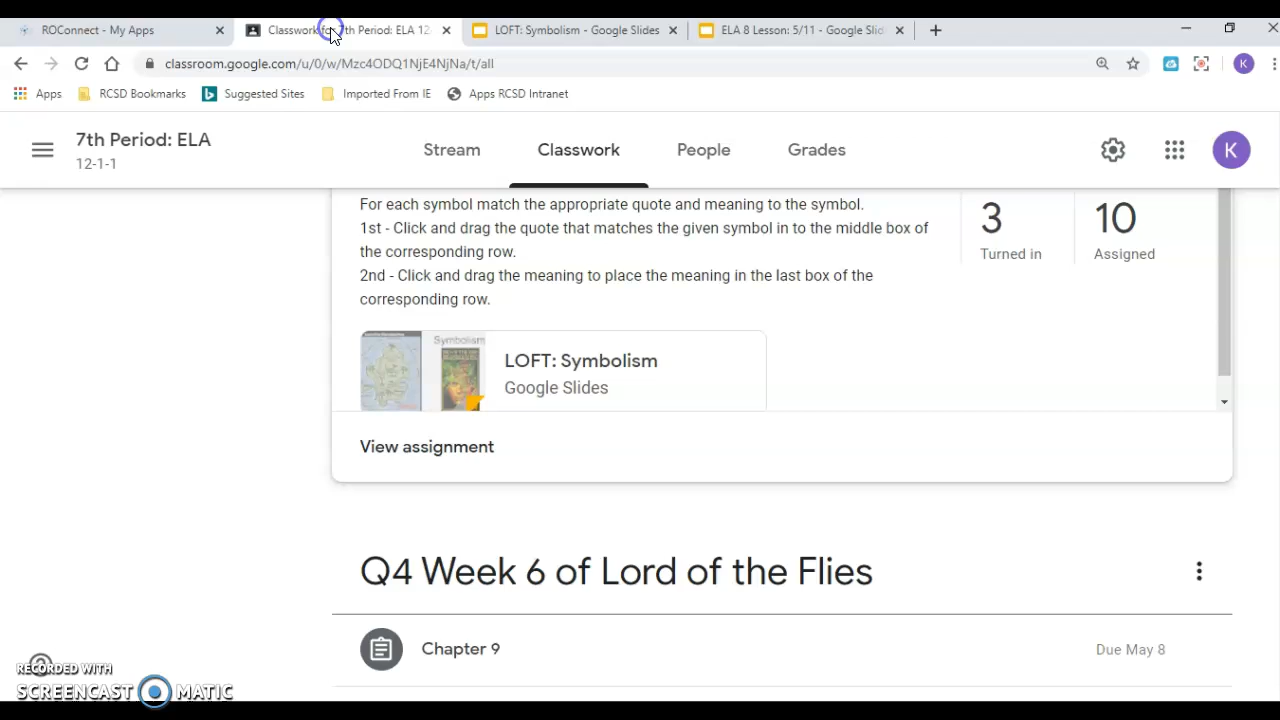 ROConnect - My Apps
Classwork for 7th Period: ELA 12
LOFT: Symbolism - Google Slides
ELA 8 Lesson: 5/11 - Google Slid
classroom.google.com/u/0/w/Mzc4ODQ1NjE4NjNa/t/all
K
Apps
RCSD Bookmarks
Suggested Sites
Imported From IE
Apps RCSD Intranet
7th Period: ELA
12-1-1
Stream
Classwork
People
Grades
K
For each symbol match the appropriate quote and meaning to the symbol.
1st - Click and drag the quote that matches the given symbol in to the middle box of
the corresponding row.
2nd - Click and drag the meaning to place the meaning in the last box of the
corresponding row.
3
Turned in
10
Assigned
Symbolism
LOFT: Symbolism
Google Slides
View assignment
Q4 Week 6 of Lord of the Flies
Chapter 9
Due May 8
RECORDED WITH
SCREENCAST MATIC